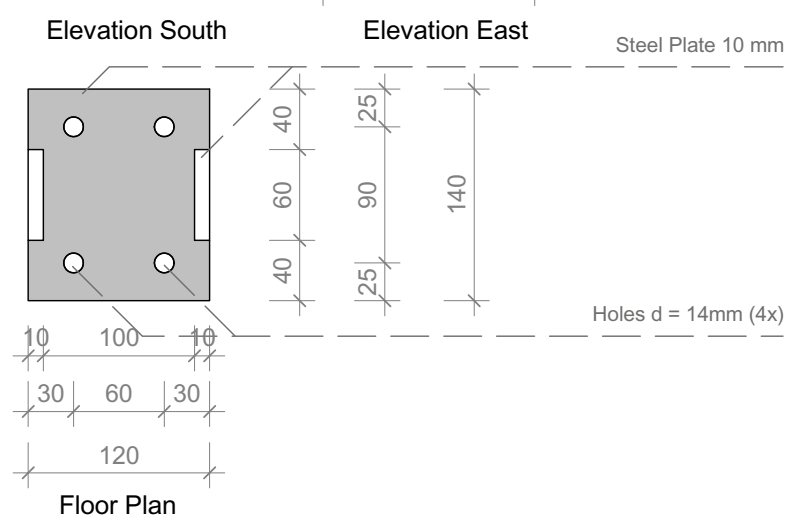 Elevation South
Elevation East
Steel Plate 10 mm
40
25
60
90
140
40
25
Holes d = 14mm (4x)
10
100
10
30
60
30
120
Floor Plan